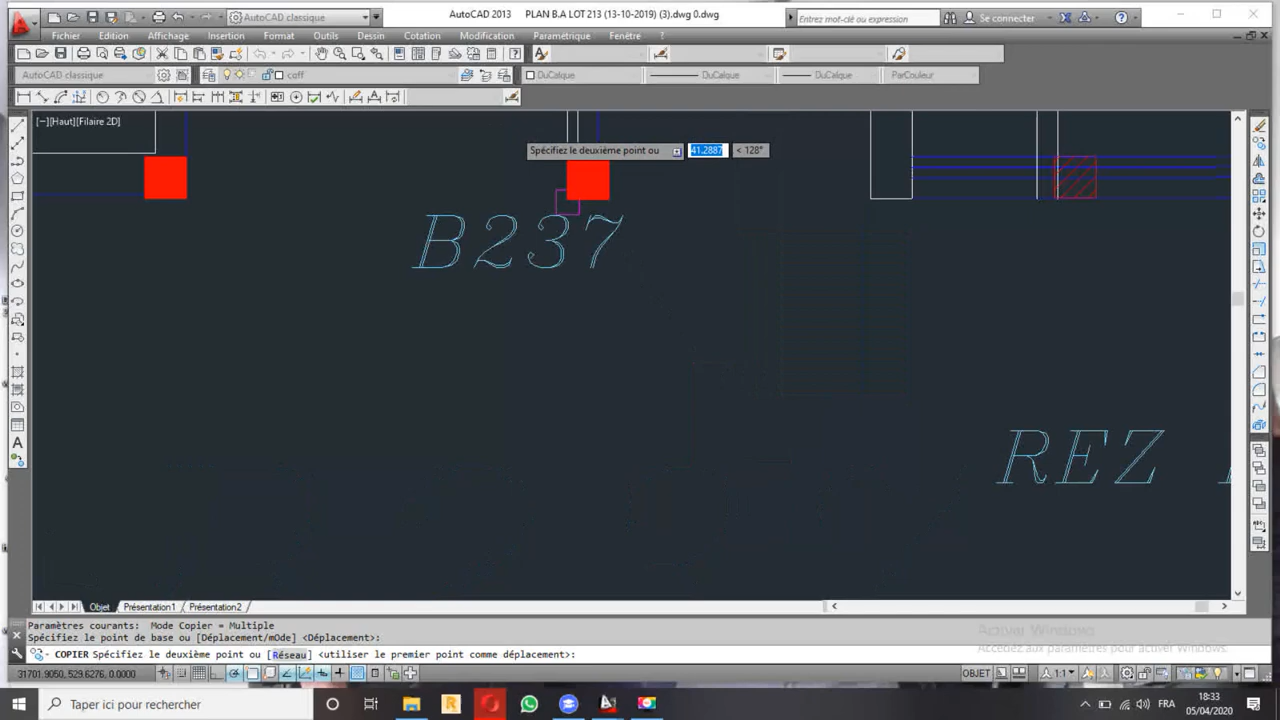 AutoCAD classique
AutoCAD 2013 PLAN B.A LOT 213 (13-10-2019) (3).dwg 0.dwg
Entrez mot-clé ou expression
Se connecter
Fichier Edition Affichage Insertion Format Outils Dessin Cotation Modification Paramétrique Fenêtre ?
AutoCAD classique
coff
DuCalque
DuCalque
DuCalque
ParCouleur
[−][Haut][Filaire 2D]
Spécifiez le deuxième point ou
41.2887
< 128°
B237
REZ
Objet Présentation1 Présentation2
Paramètres courants: Mode Copier = Multiple
Spécifiez le point de base ou [Déplacement/mOde] <Déplacement>:
COPIER Spécifiez le deuxième point ou [Réseau] <utiliser le premier point comme déplacement>:
Activer Windows
Accédez aux paramètres pour activer Windows.
31701.9050, 529.6276, 0.0000
OBJET
1:1
Taper ici pour rechercher
FRA
18:33
05/04/2020